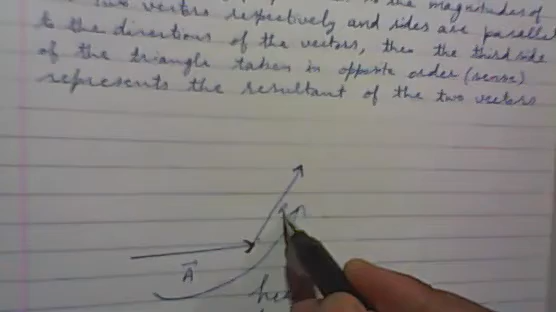 two vectors respectively and sides are parallel
to the directions of the vectors, then the third side
of the triangle taken in opposite order (sense)
represents the resultant of the two vectors
A
he